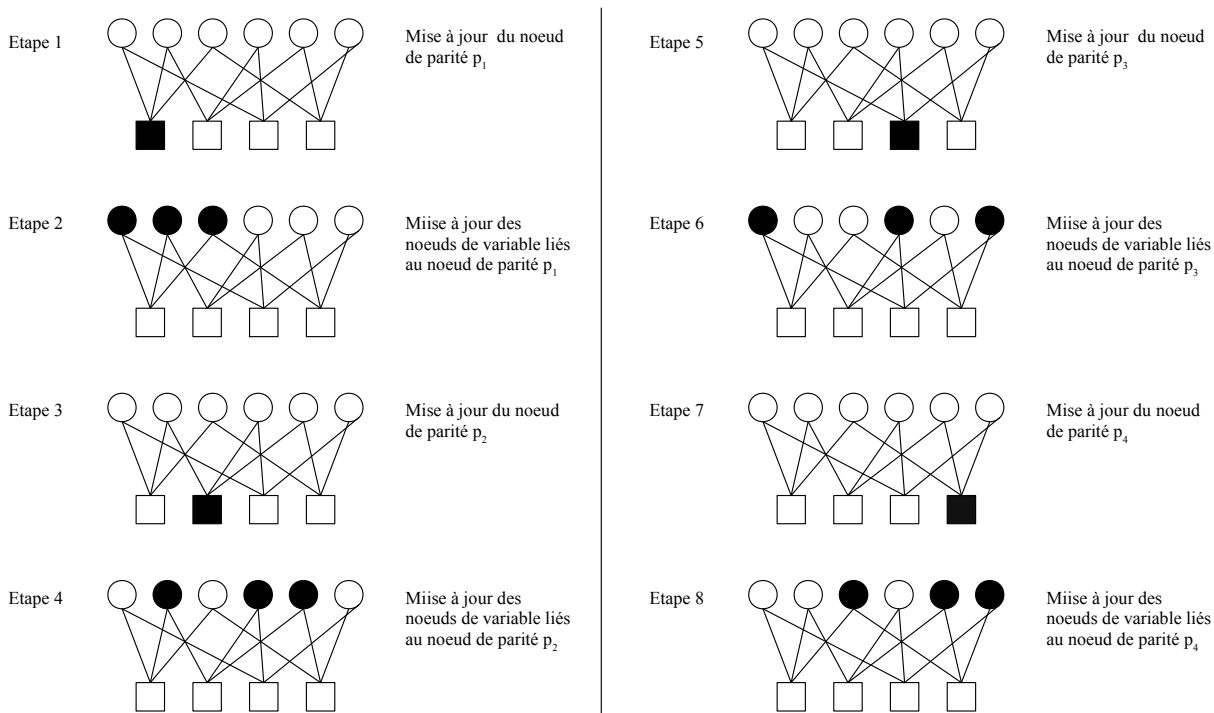 Etape 1
Mise à jour  du noeud
de parité p1
Etape 2
Miise à jour des
noeuds de variable liés
au noeud de parité p1
Etape 3
Mise à jour du noeud
de parité p2
Etape 4
Miise à jour des
noeuds de variable liés
au noeud de parité p2
Etape 5
Mise à jour  du noeud
de parité p3
Etape 6
Miise à jour des
noeuds de variable liés
au noeud de parité p3
Etape 7
Mise à jour du noeud
de parité p4
Etape 8
Miise à jour des
noeuds de variable liés
au noeud de parité p4